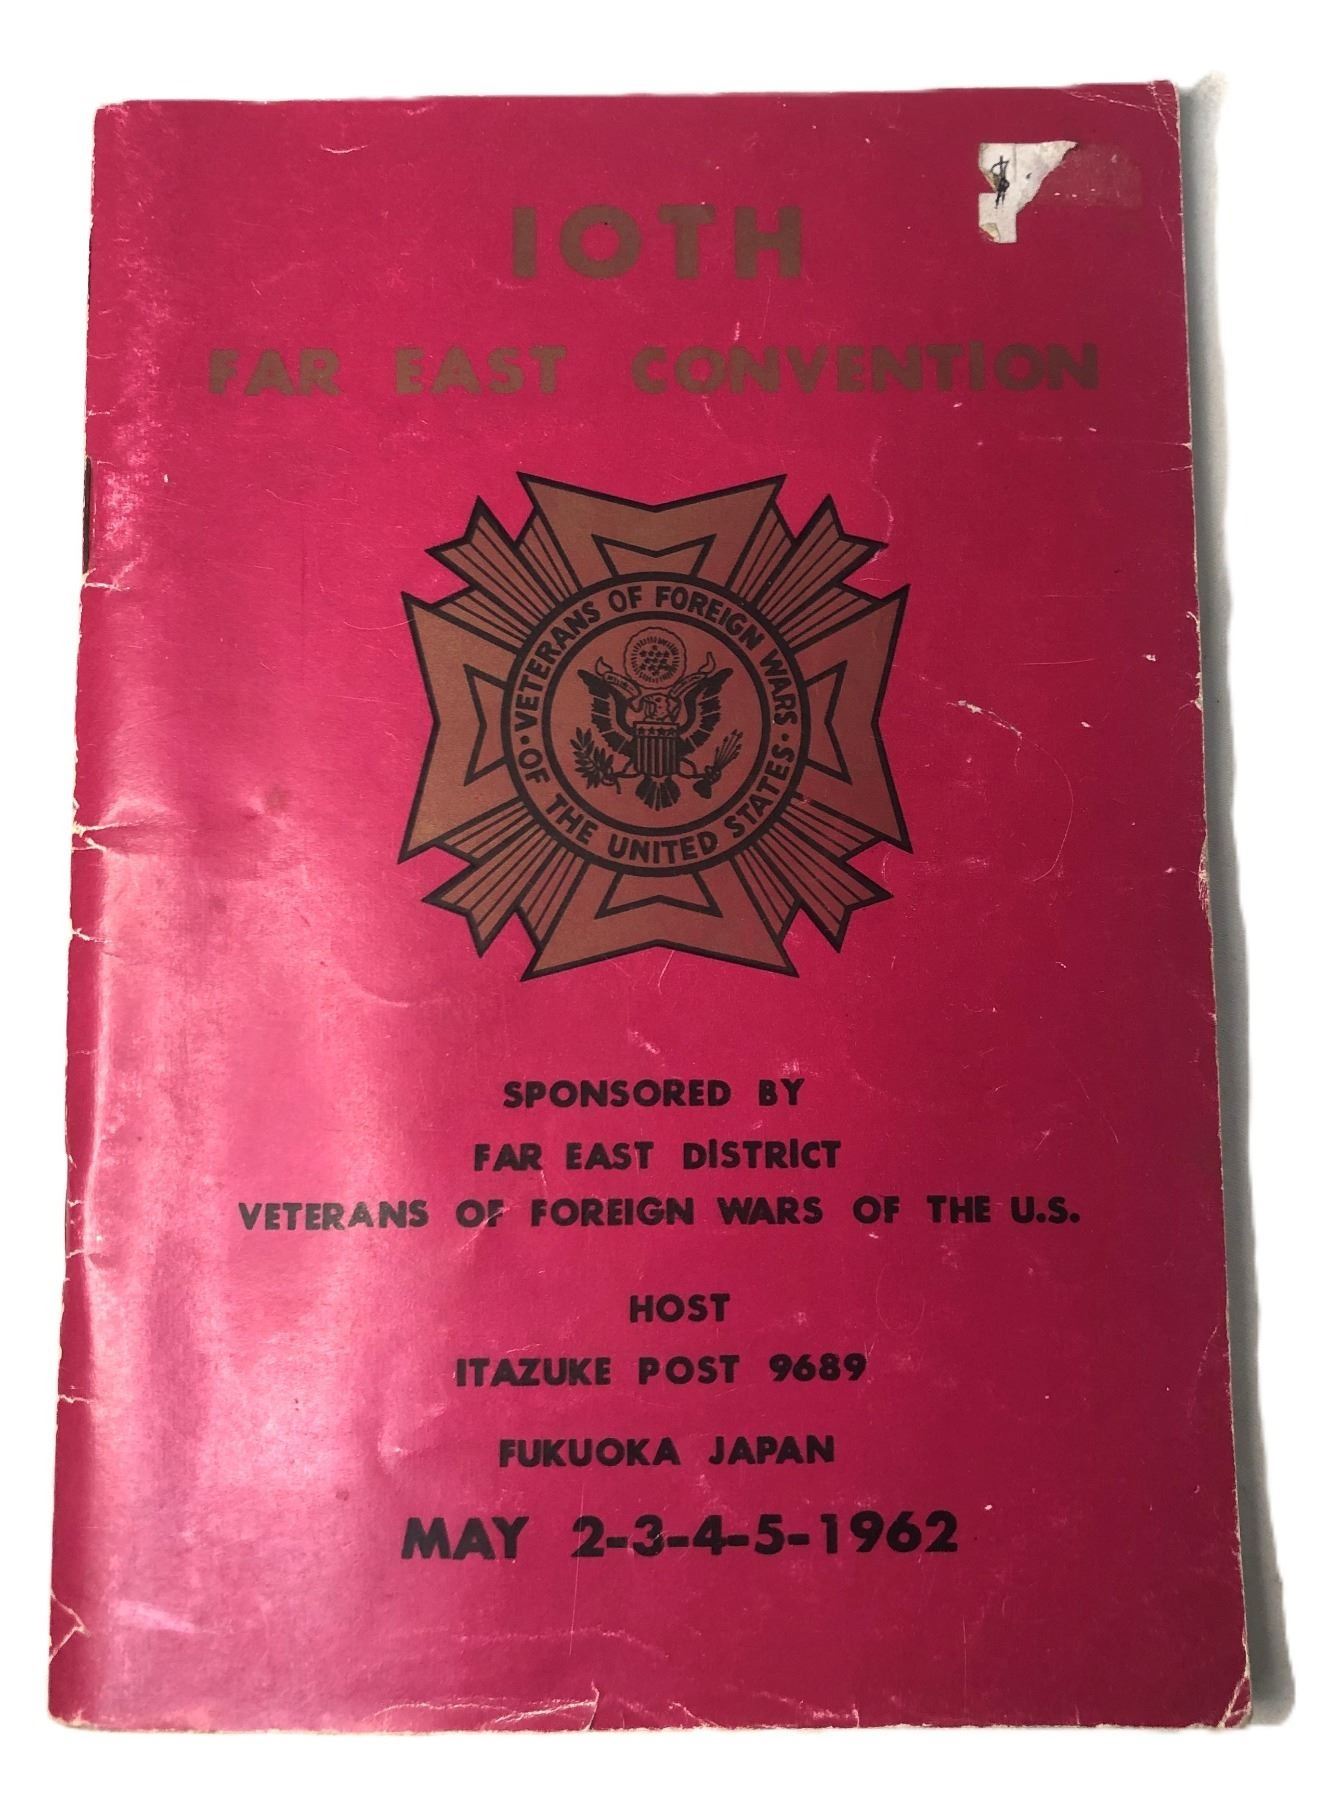 $
10TH
FAR EAST CONVENTION
VETERANS OF FOREIGN WARS
OF THE UNITED STATES
SPONSORED BY
FAR EAST DISTRICT
VETERANS OF FOREIGN WARS OF THE U.S.
HOST
ITAZUKE POST 9689
FUKUOKA JAPAN
MAY 2-3-4-5-1962